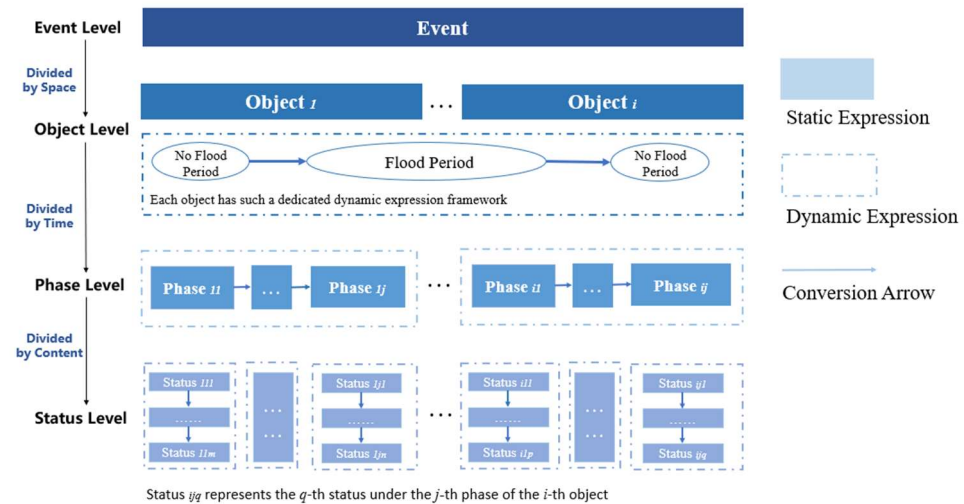 Event Level
Event
Divided
by Space
Object 1
...
Object i
Static Expression
Object Level
No Flood
Period
Flood Period
No Flood
Period
Each object has such a dedicated dynamic expression framework
Divided
by Time
Dynamic Expression
Phase Level
Phase 11
...
Phase 1j
...
Phase i1
...
Phase ij
Conversion Arrow
Divided
by Content
Status Level
Status 111
......
Status 11m
...
...
Status 1j1
......
Status 1jn
...
Status i11
......
Status i1p
...
...
Status ij1
......
Status ijq
Status ijq represents the q-th status under the j-th phase of the i-th object